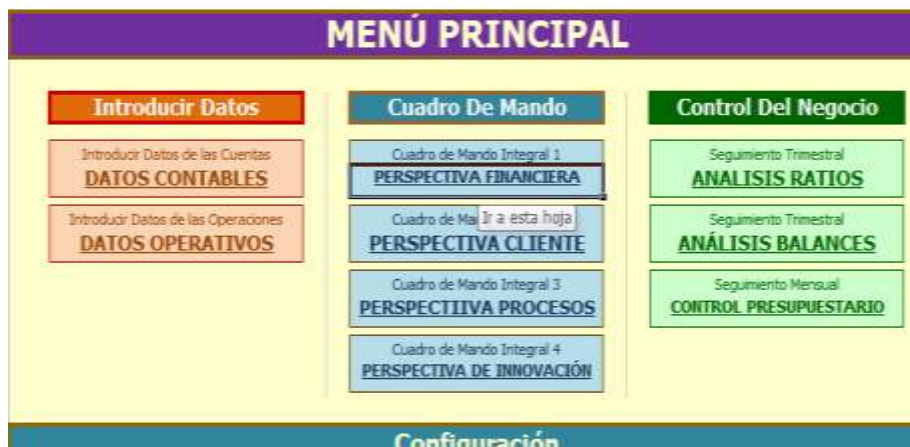 MENÚ PRINCIPAL
Introducir Datos
Introducir Datos de las Cuentas
DATOS CONTABLES
Introducir Datos de las Operaciones
DATOS OPERATIVOS
Cuadro De Mando
Cuadro de Mando Integral 1
PERSPECTIVA FINANCIERA
Ir a esta hoja
Cuadro de
PERSPECTIVA CLIENTE
Cuadro de Mando Integral 3
PERSPECTIIVA PROCESOS
Cuadro de Mando Integral 4
PERSPECTIVA DE INNOVACIÓN
Control Del Negocio
Seguimiento Trimestral
ANALISIS RATIOS
Seguimiento Trimestral
ANÁLISIS BALANCES
Seguimiento Mensual
CONTROL PRESUPUESTARIO
Configuración